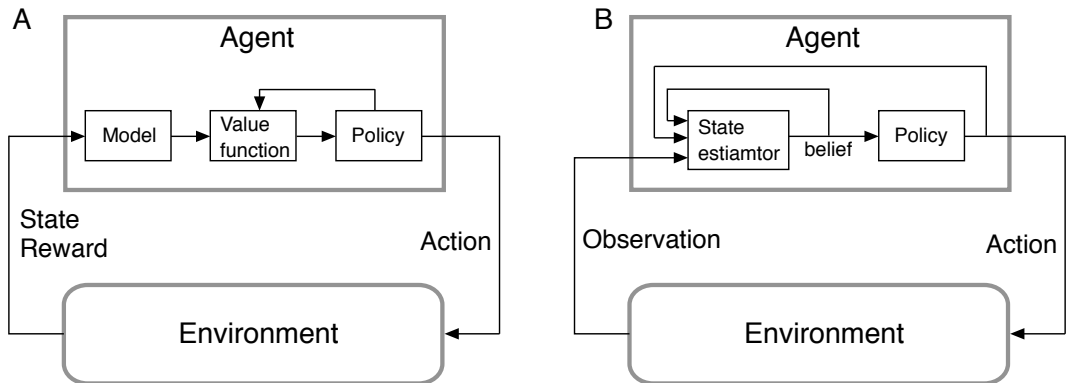 A
Agent
Model
Value
function
Policy
State
Reward
Action
Environment
B
Agent
State
estiamtor
belief
Policy
Observation
Action
Environment